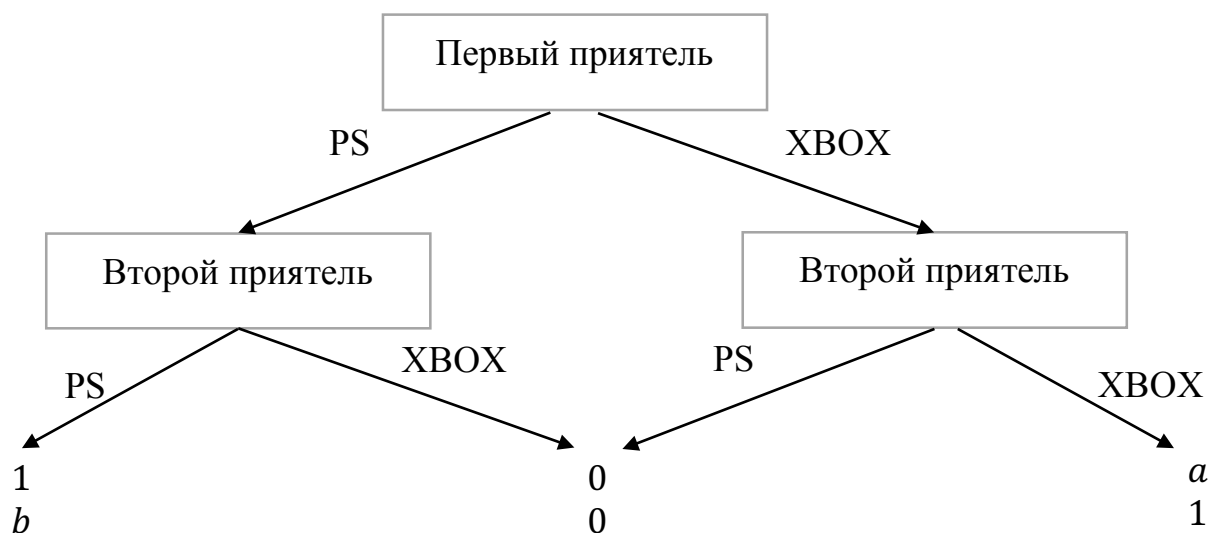 Первый приятель
PS
XBOX
Второй приятель
Второй приятель
PS
XBOX
PS
XBOX
1
b
0
0
a
1